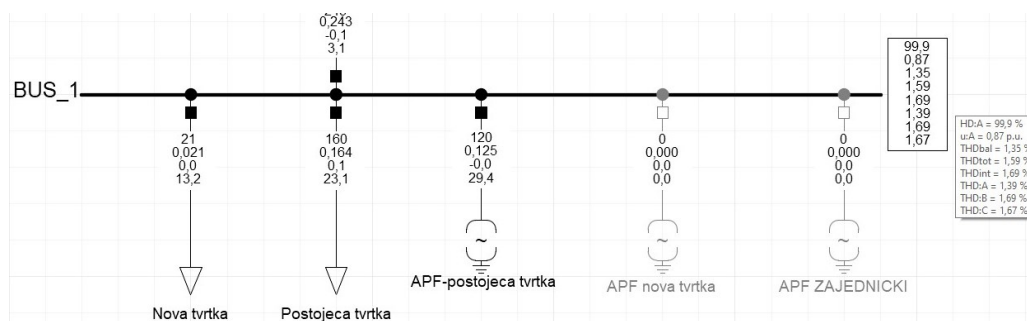 0,243
-0,1
3,1
BUS_1
21
0,021
0,0
13,2
160
0,164
0,1
23,1
120
0,125
-0,0
29,4
0
0,000
0,0
0,0
0
0,000
0,0
0,0
99,9
0,87
1,35
1,59
1,69
1,39
1,69
1,67
HD:A = 99,9 %
u:A = 0,87 p.u.
THDbal = 1,35 %
THDtot = 1,59 %
THDint = 1,69 %
THD:A = 1,39 %
THD:B = 1,69 %
THD:C = 1,67 %
~
~
~
Nova tvrtka
Postojeca tvrtka
APF-postojeca tvrtka
APF nova tvrtka
APF ZAJEDNICKI